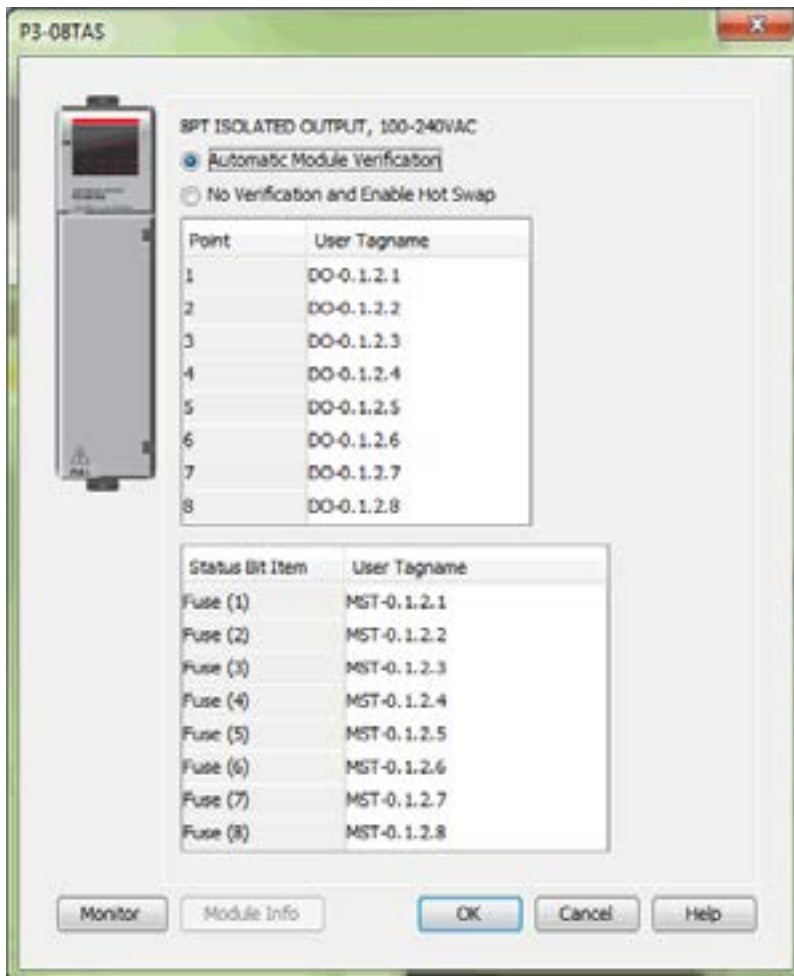 P3-08TAS
8PT ISOLATED OUTPUT, 100-240VAC
Automatic Module Verification
No Verification and Enable Hot Swap
Point User Tagname
1 DO-0.1.2.1
2 DO-0.1.2.2
3 DO-0.1.2.3
4 DO-0.1.2.4
5 DO-0.1.2.5
6 DO-0.1.2.6
7 DO-0.1.2.7
8 DO-0.1.2.8
Status Bit Item User Tagname
Fuse (1) MST-0.1.2.1
Fuse (2) MST-0.1.2.2
Fuse (3) MST-0.1.2.3
Fuse (4) MST-0.1.2.4
Fuse (5) MST-0.1.2.5
Fuse (6) MST-0.1.2.6
Fuse (7) MST-0.1.2.7
Fuse (8) MST-0.1.2.8
Monitor Module Info OK Cancel Help